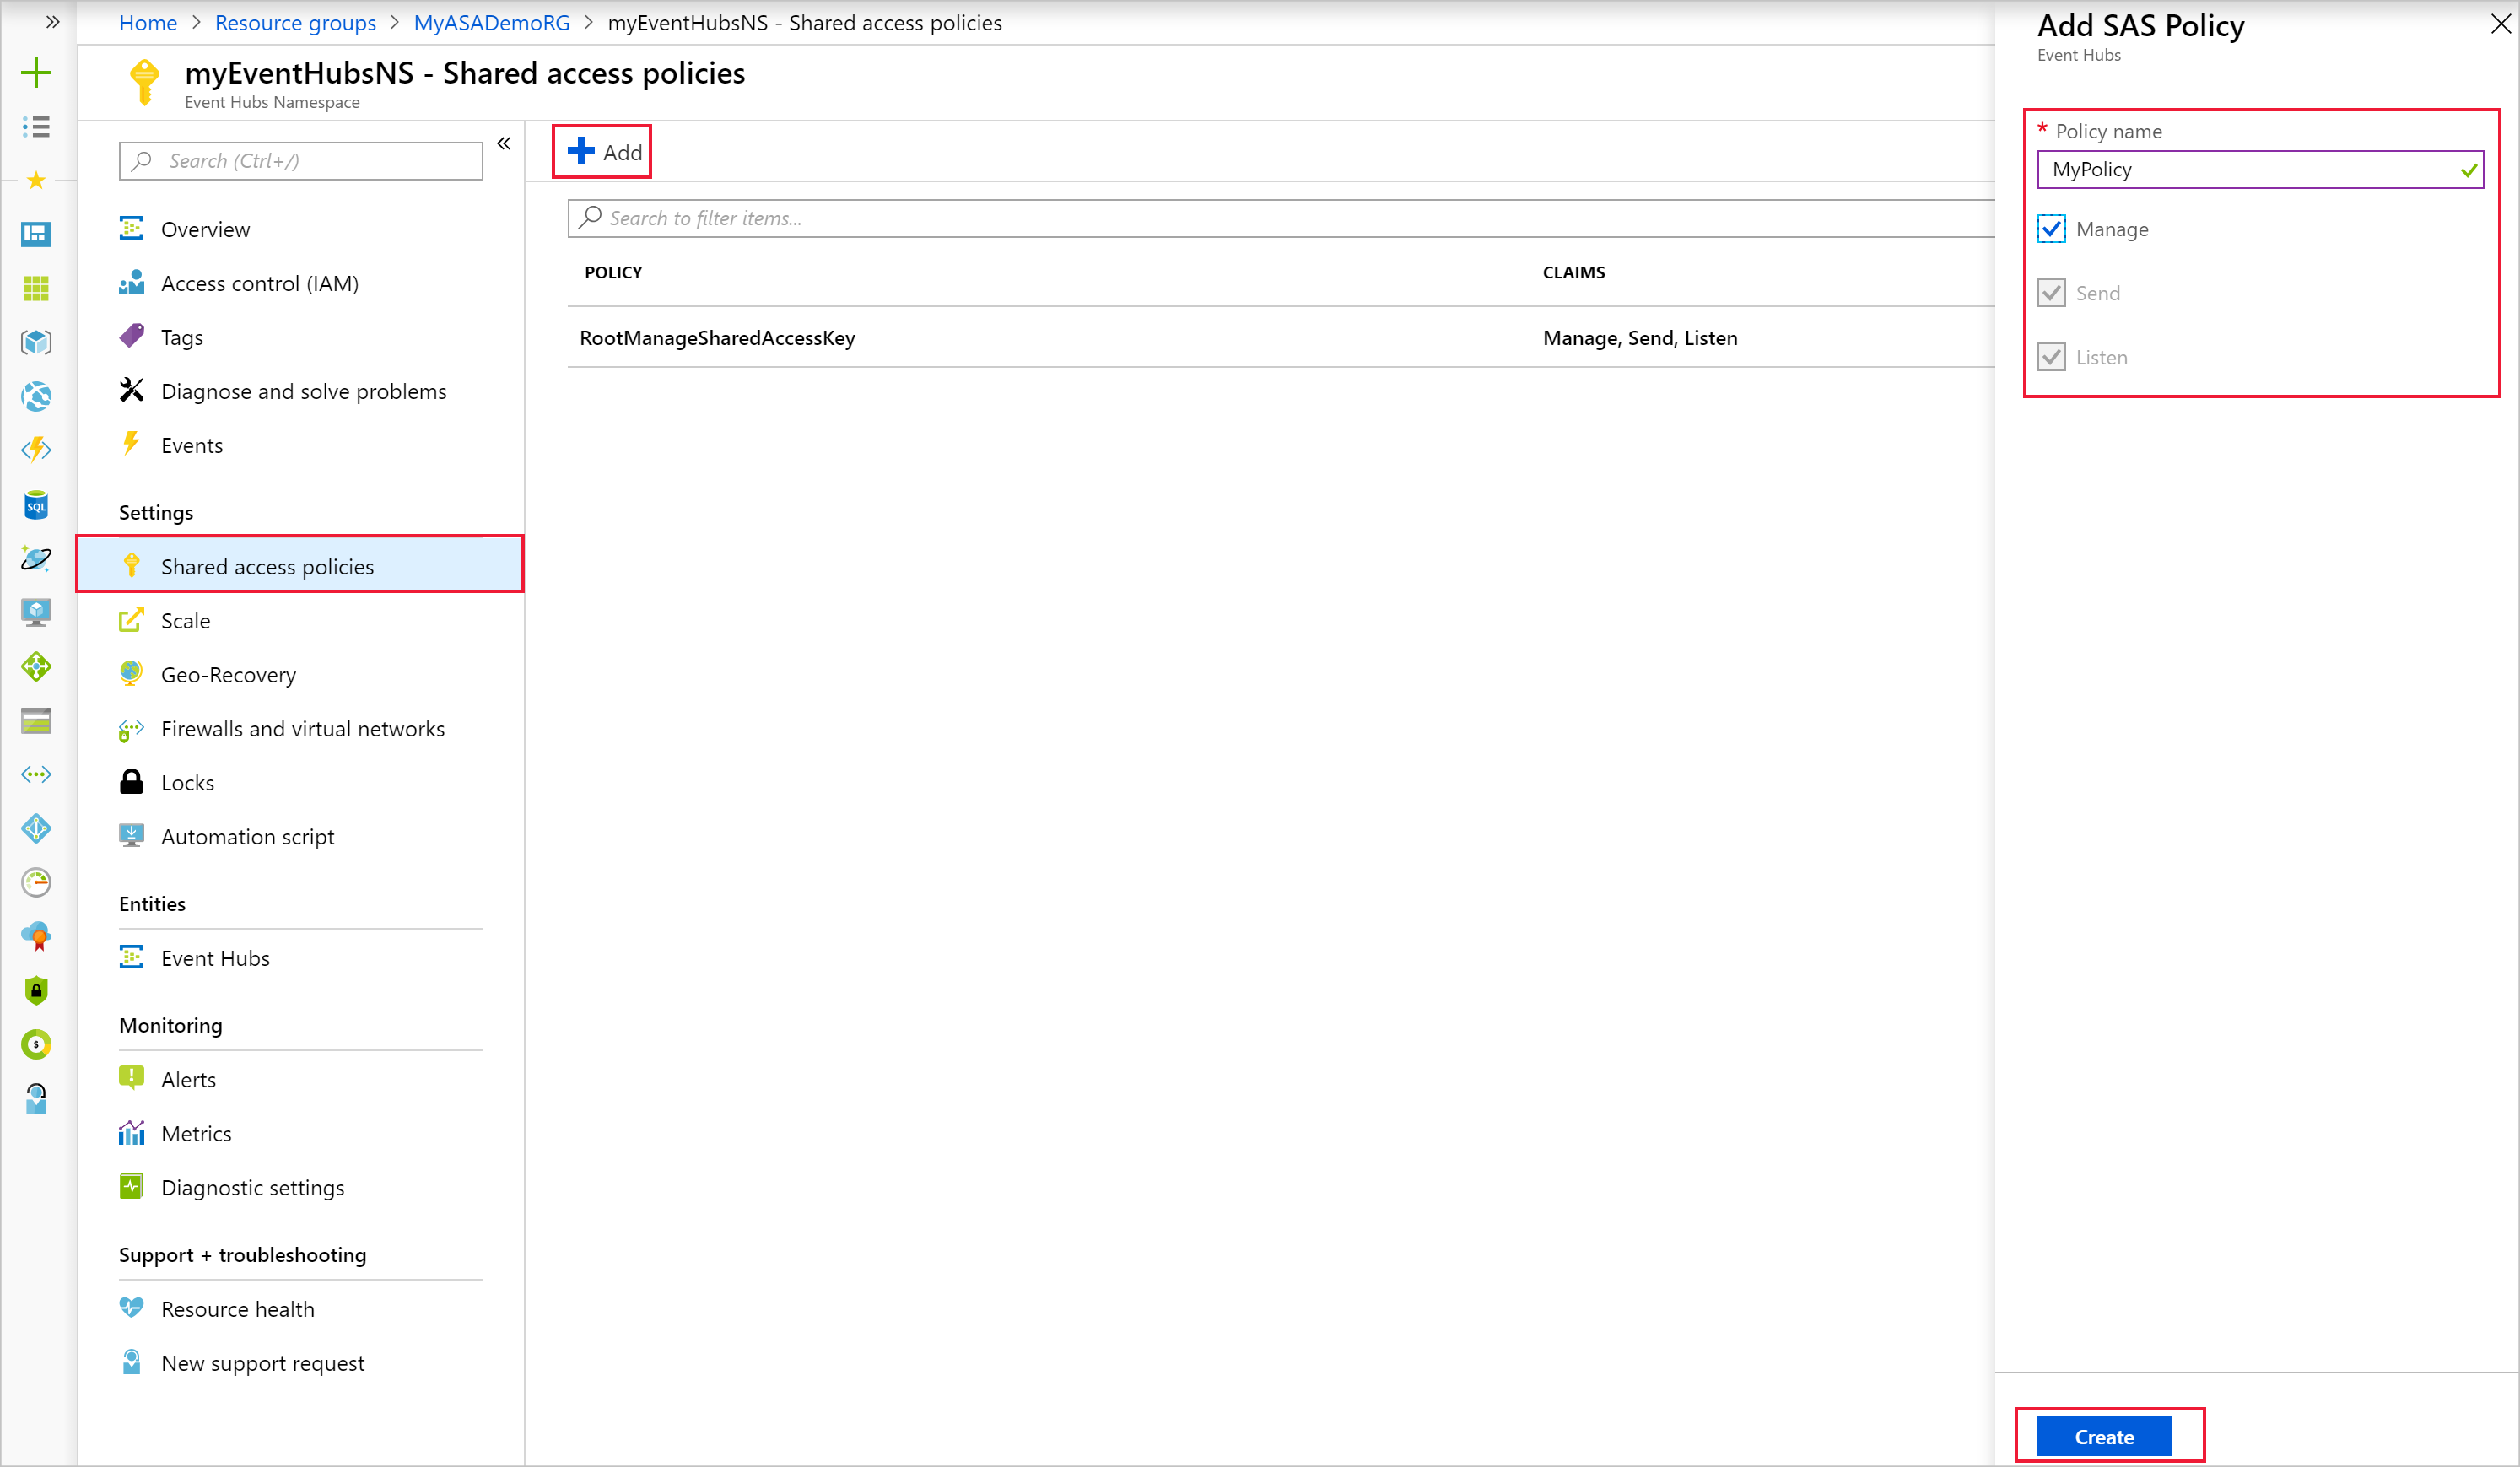 Home > Resource groups > MyASADemoRG > myEventHubsNS - Shared access policies
myEventHubsNS - Shared access policies
Event Hubs Namespace
Search (Ctrl+/)
Overview
Access control (IAM)
Tags
Diagnose and solve problems
Events
Settings
Shared access policies
Scale
Geo-Recovery
Firewalls and virtual networks
Locks
Automation script
Entities
Event Hubs
Monitoring
Alerts
Metrics
Diagnostic settings
Support + troubleshooting
Resource health
New support request
SQL
Add
Search to filter items...
POLICY CLAIMS
RootManageSharedAccessKey Manage, Send, Listen
Add SAS Policy
Event Hubs
* Policy name
MyPolicy
Manage
Send
Listen
Create